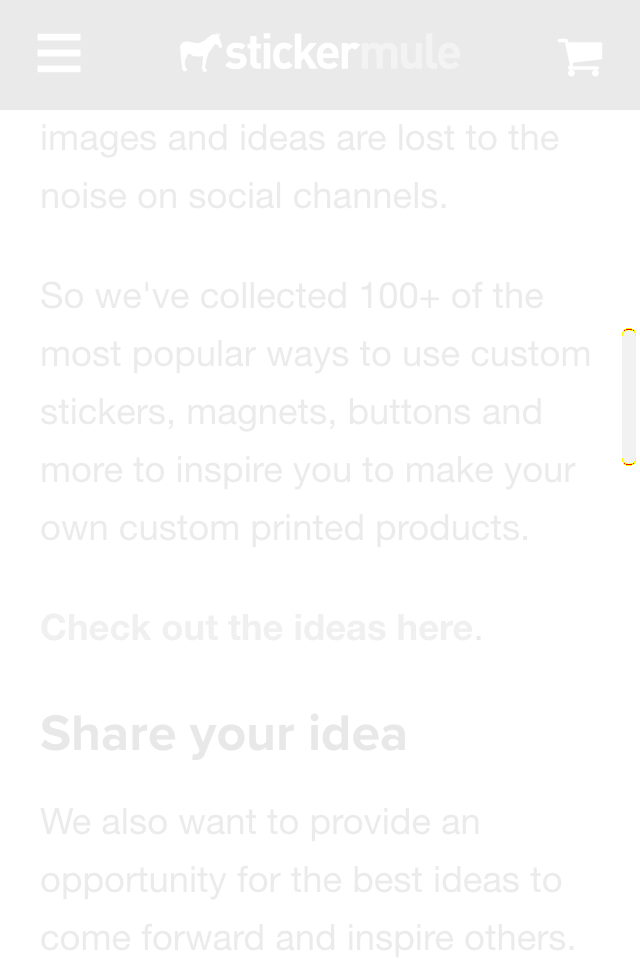 stickermule
images and ideas are lost to the
noise on social channels.
So we've collected 100+ of the
most popular ways to use custom
stickers, magnets, buttons and
more to inspire you to make your
own custom printed products.
Check out the ideas here.
Share your idea
We also want to provide an
opportunity for the best ideas to
come forward and inspire others.